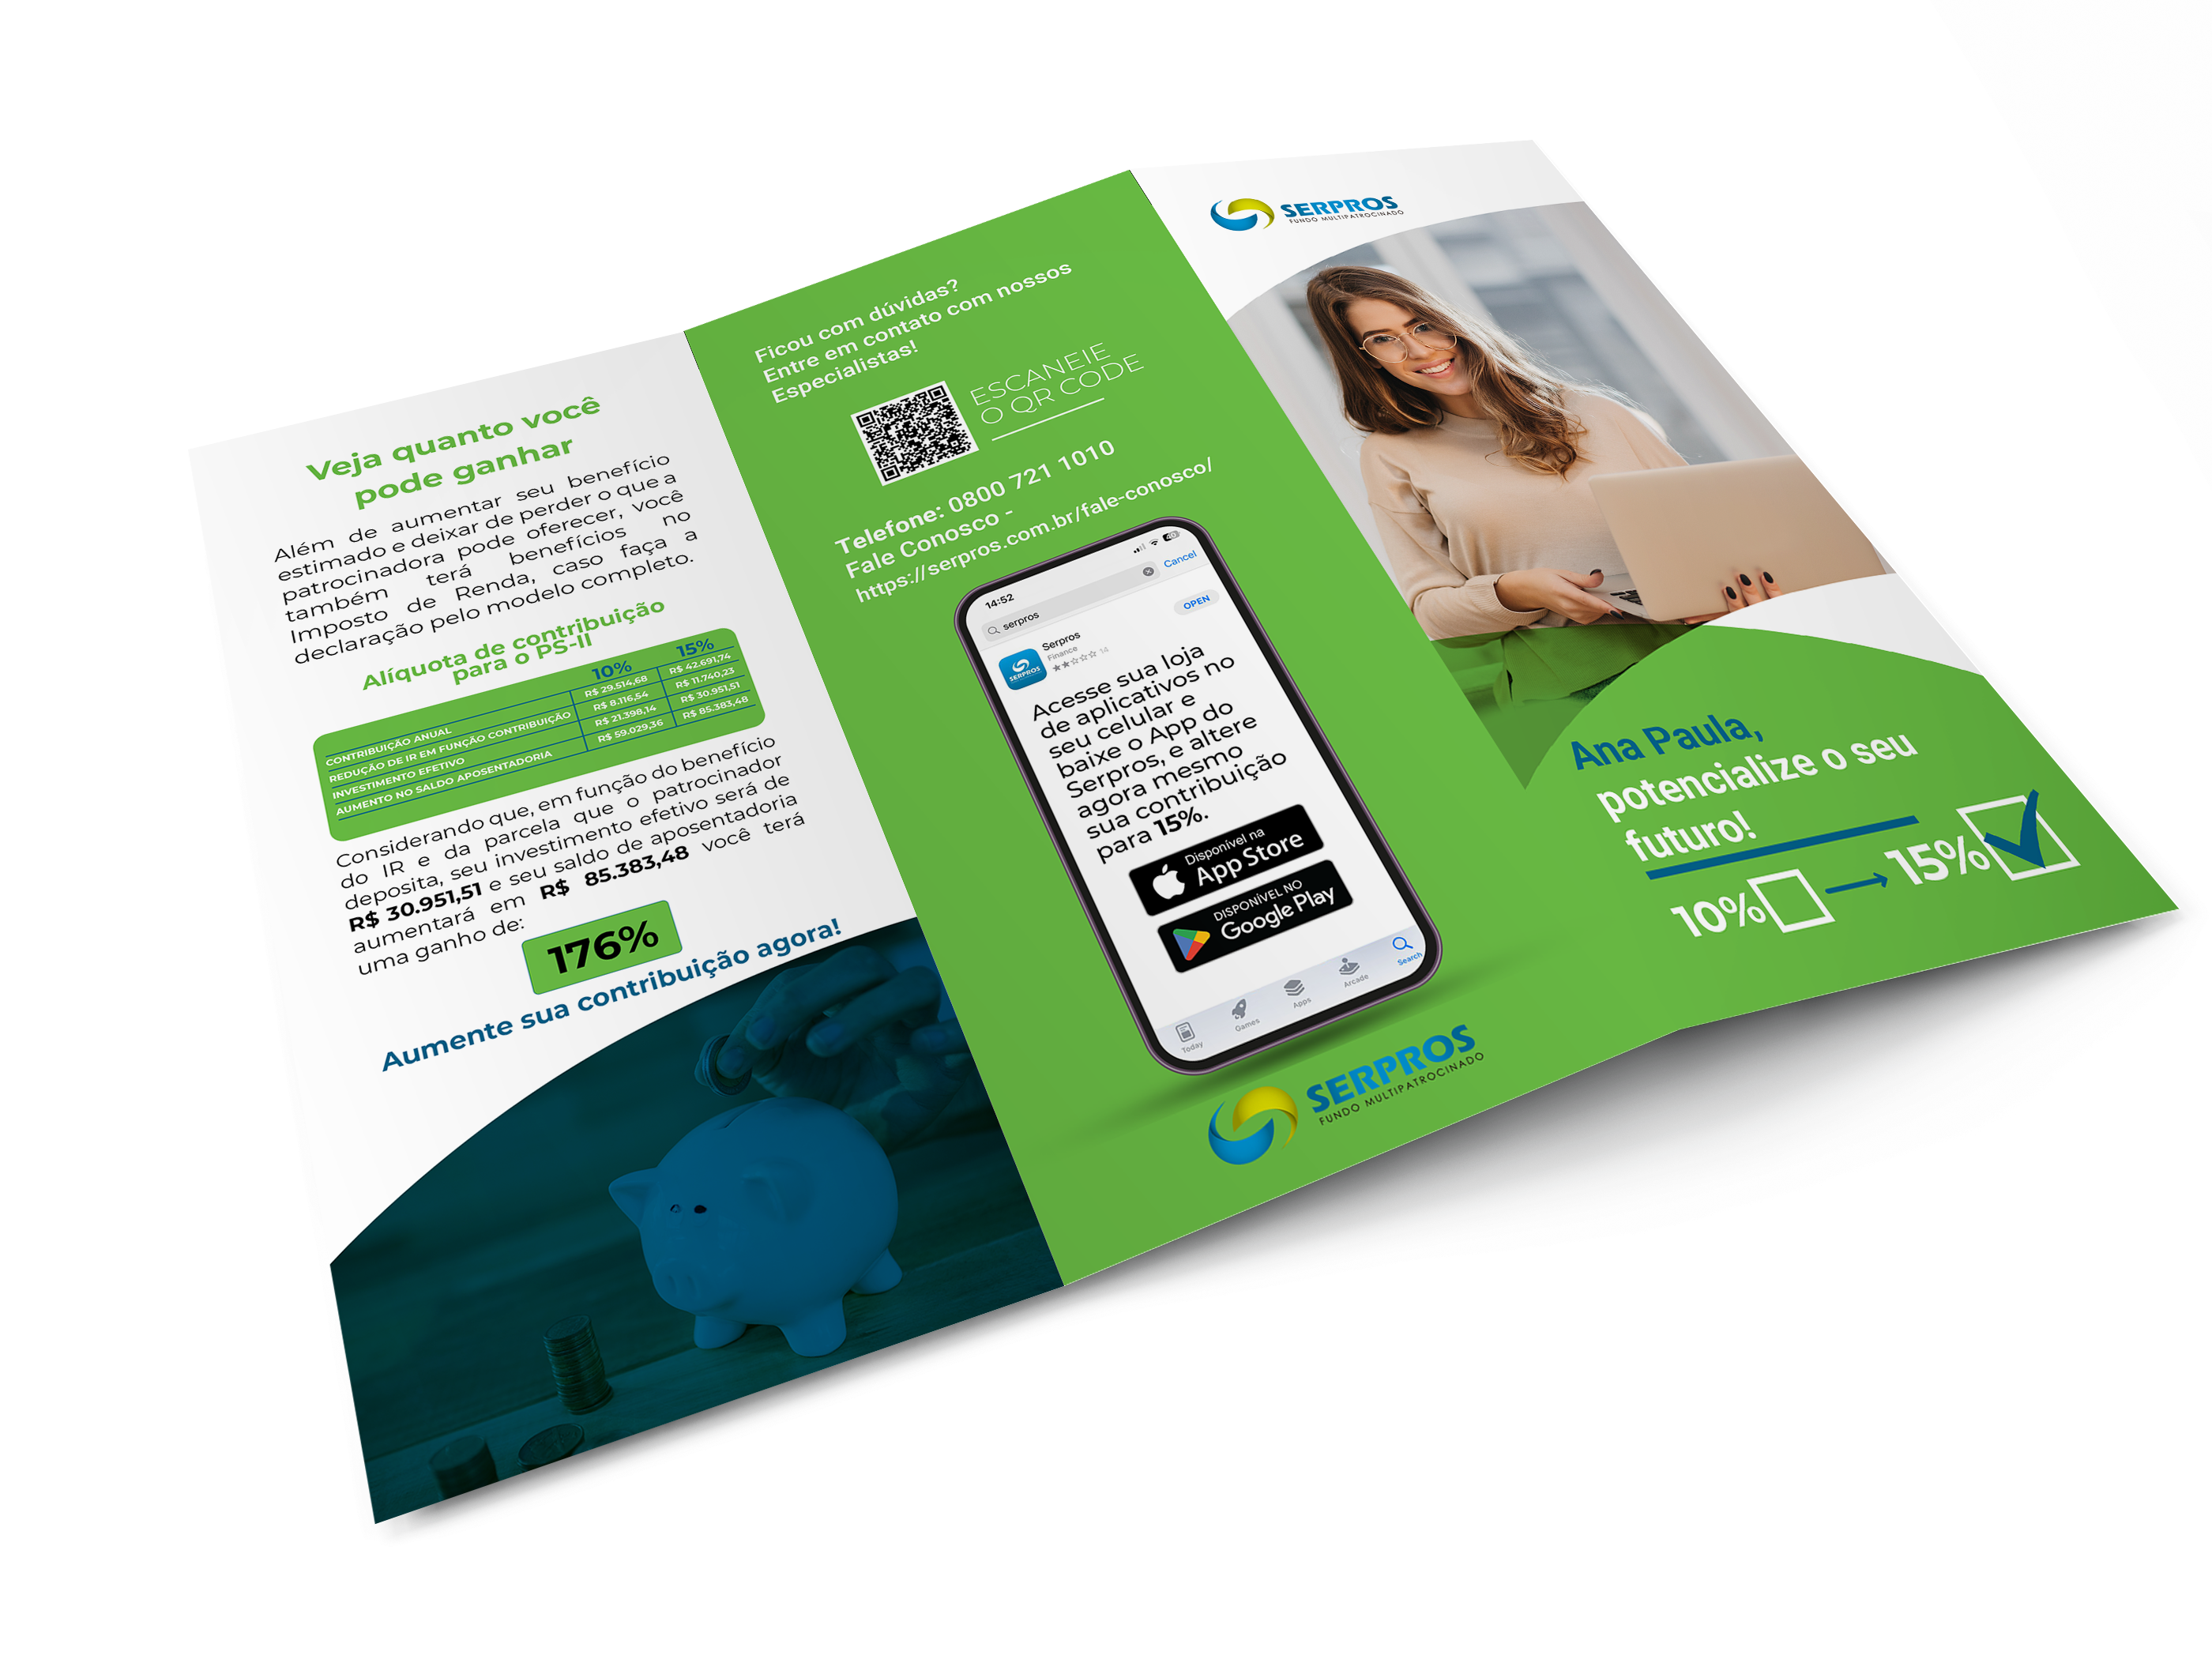 Veja quanto você
pode ganhar
Além de aumentar seu benefício
estimado e deixar de perder o que a
patrocinadora pode oferecer, você
também terá benefícios no
Imposto de Renda, caso faça a
declaração pelo modelo completo.
Alíquota de contribuição
para o PS-II
10% 15%
CONTRIBUIÇÃO ANUAL R$ 29.514,68 R$ 42.691,74
REDUÇÃO DE IR EM FUNÇÃO CONTRIBUIÇÃO R$ 8.116,54 R$ 11.740,23
INVESTIMENTO EFETIVO R$ 21.398,14 R$ 30.951,51
AUMENTO NO SALDO APOSENTADORIA R$ 59.029,36 R$ 85.383,48
Considerando que, em função do benefício
do IR e da parcela que o patrocinador
deposita, seu investimento efetivo será de
R$ 30.951,51 e seu saldo de aposentadoria
aumentará em R$ 85.383,48 você terá
uma ganho de:
176%
Aumente sua contribuição agora!
Ficou com dúvidas?
Entre em contato com nossos
Especialistas!
ESCANEIE
O QR CODE
Telefone: 0800 721 1010
Fale Conosco -
https://serpros.com.br/fale-conosco/
14:52
serpros
Cancel
Serpros
Finance
14
OPEN
SERPROS
Acesse sua loja
de aplicativos no
seu celular e
baixe o App do
Serpros, e altere
agora mesmo
sua contribuição
para 15%.
Disponível na
App Store
DISPONÍVEL NO
Google Play
Today
Games
Apps
Arcade
Search
SERPROS
FUNDO MULTIPATROCINADO
SERPROS
FUNDO MULTIPATROCINADO
Ana Paula,
potencialize o seu
futuro!
10% 15%